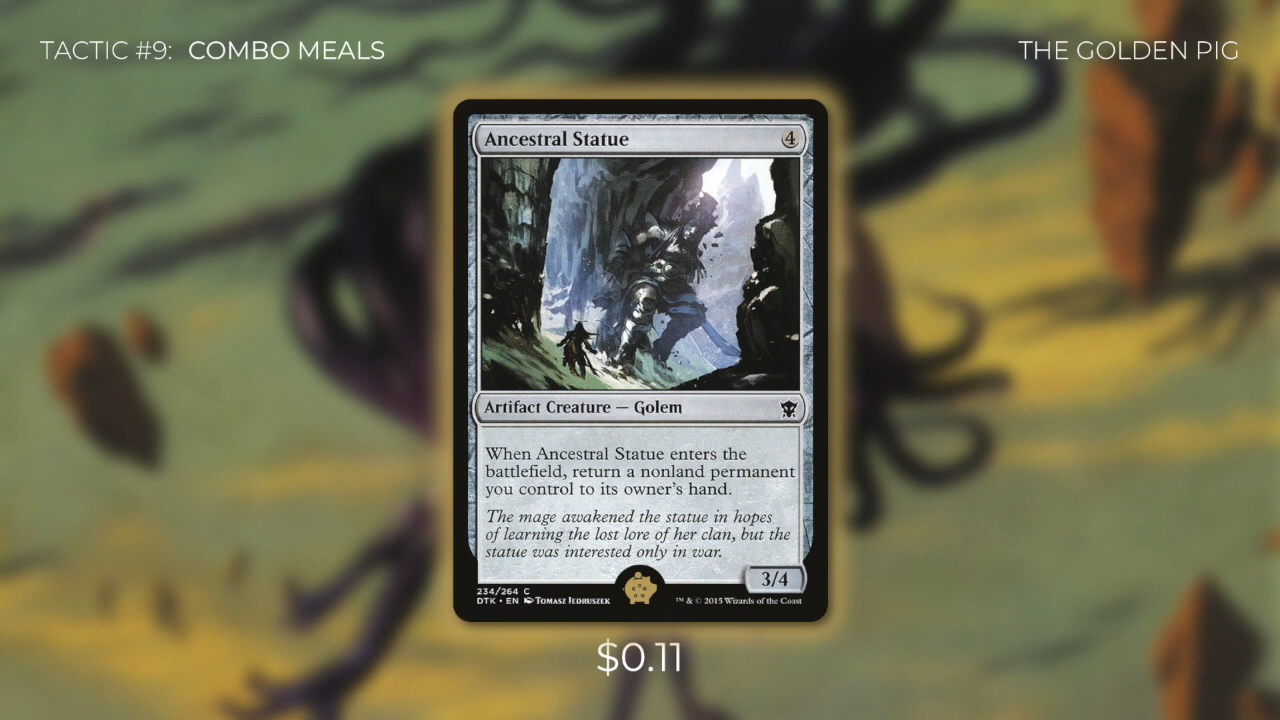 TACTIC #9: COMBO MEALS
THE GOLDEN PIG
Ancestral Statue 4
Artifact Creature — Golem
When Ancestral Statue enters the
battlefield, return a nonland permanent
you control to its owner's hand.
The mage awakened the statue in hopes
of learning the lost lore of her clan, but the
statue was interested only in war.
3/4
234/264 C
DTK • EN Tomasz Jedruszek
™ & © 2015 Wizards of the Coast
$0.11